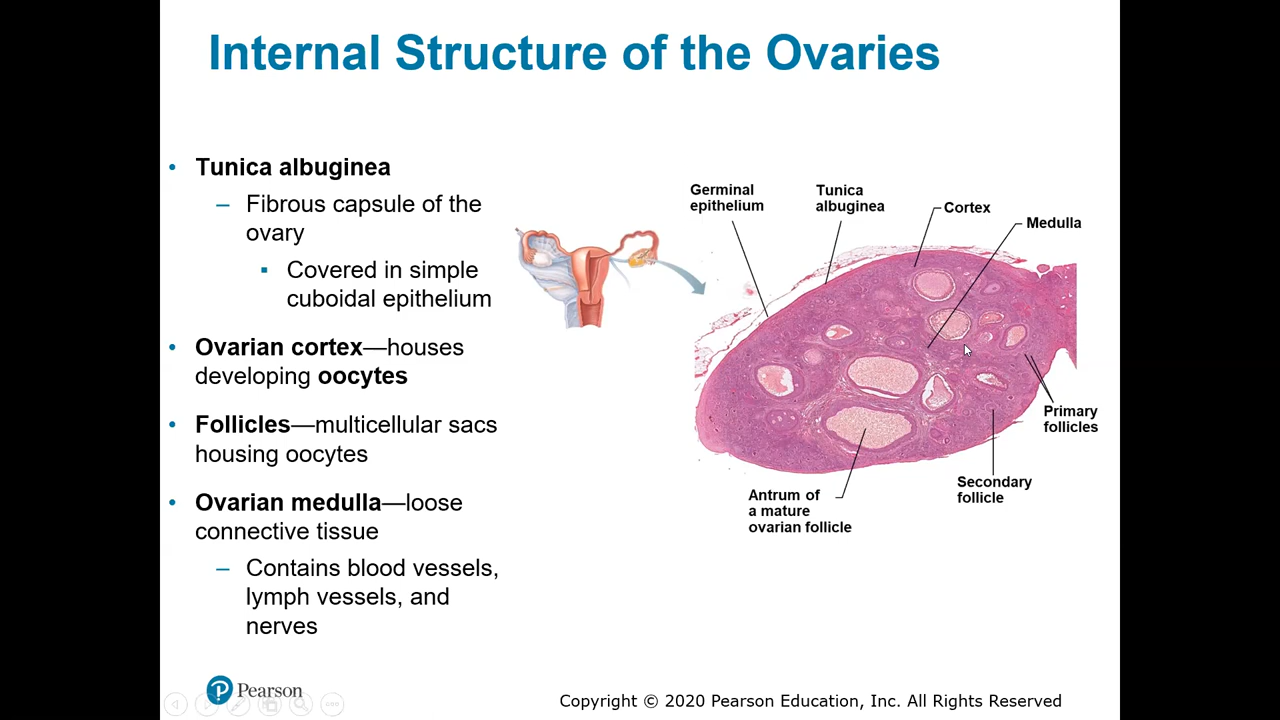 Internal Structure of the Ovaries
• Tunica albuginea
– Fibrous capsule of the
ovary
▪ Covered in simple
cuboidal epithelium
• Ovarian cortex—houses
developing oocytes
• Follicles—multicellular sacs
housing oocytes
• Ovarian medulla—loose
connective tissue
– Contains blood vessels,
lymph vessels, and
nerves
Germinal
epithelium
Tunica
albuginea
Cortex
Medulla
Primary
follicles
Secondary
follicle
Antrum of
a mature
ovarian follicle
P Pearson
Copyright © 2020 Pearson Education, Inc. All Rights Reserved